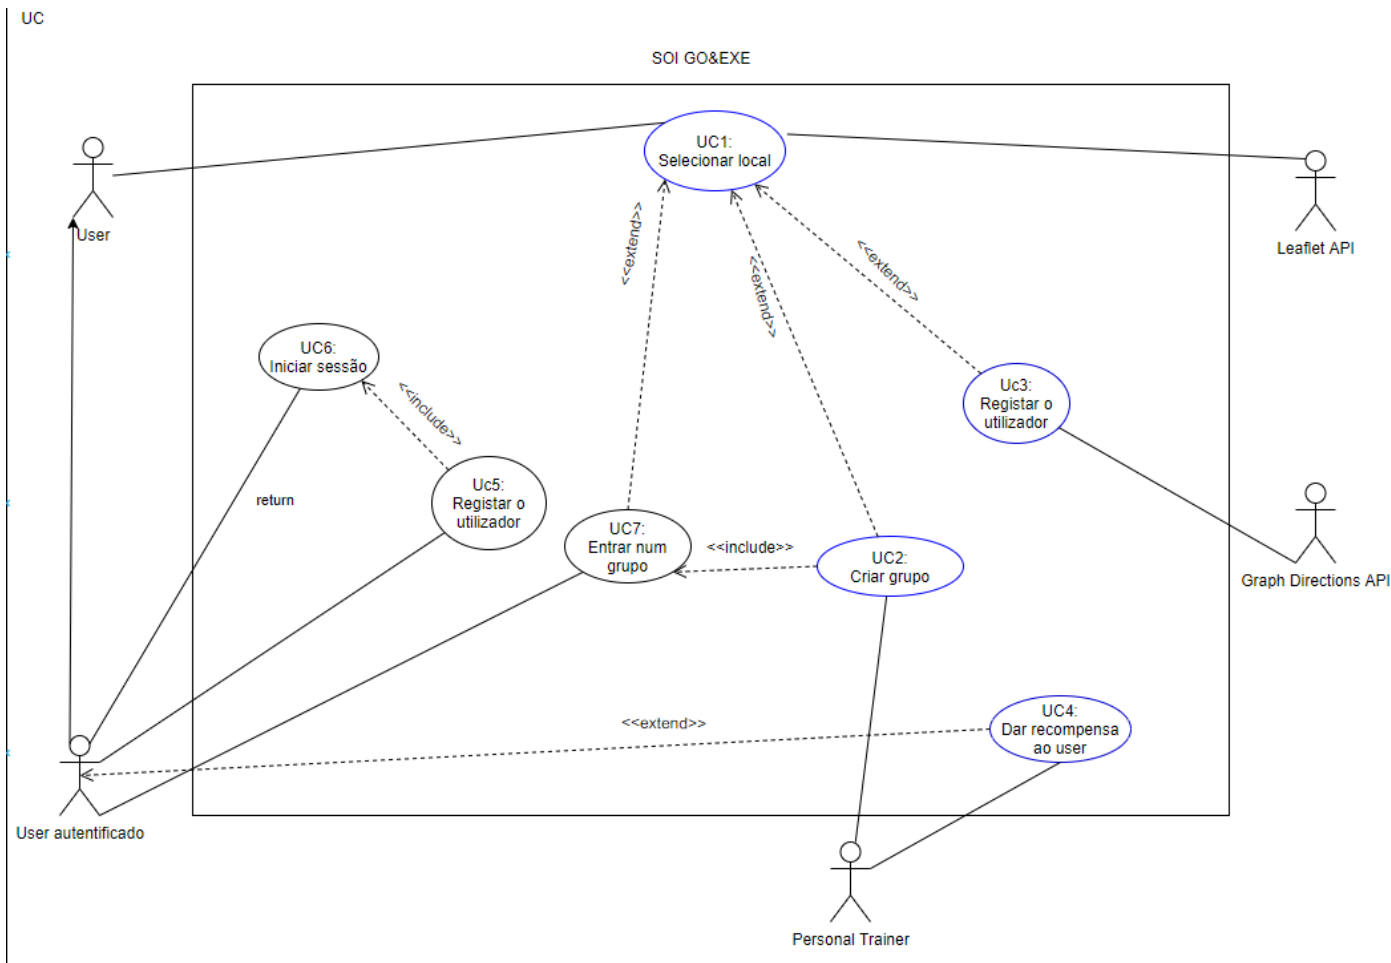 UC
SOI GO&EXE
UC1:
Selecionar local
User
Leaflet API
<<extend>>
<<extend>>
<<extend>>
UC6:
Iniciar sessão
<<include>>
Uc3:
Registar o
utilizador
return
Uc5:
Registar o
utilizador
UC7:
Entrar num
grupo
<<include>>
UC2:
Criar grupo
Graph Directions API
<<extend>>
UC4:
Dar recompensa
ao user
User autentificado
Personal Trainer